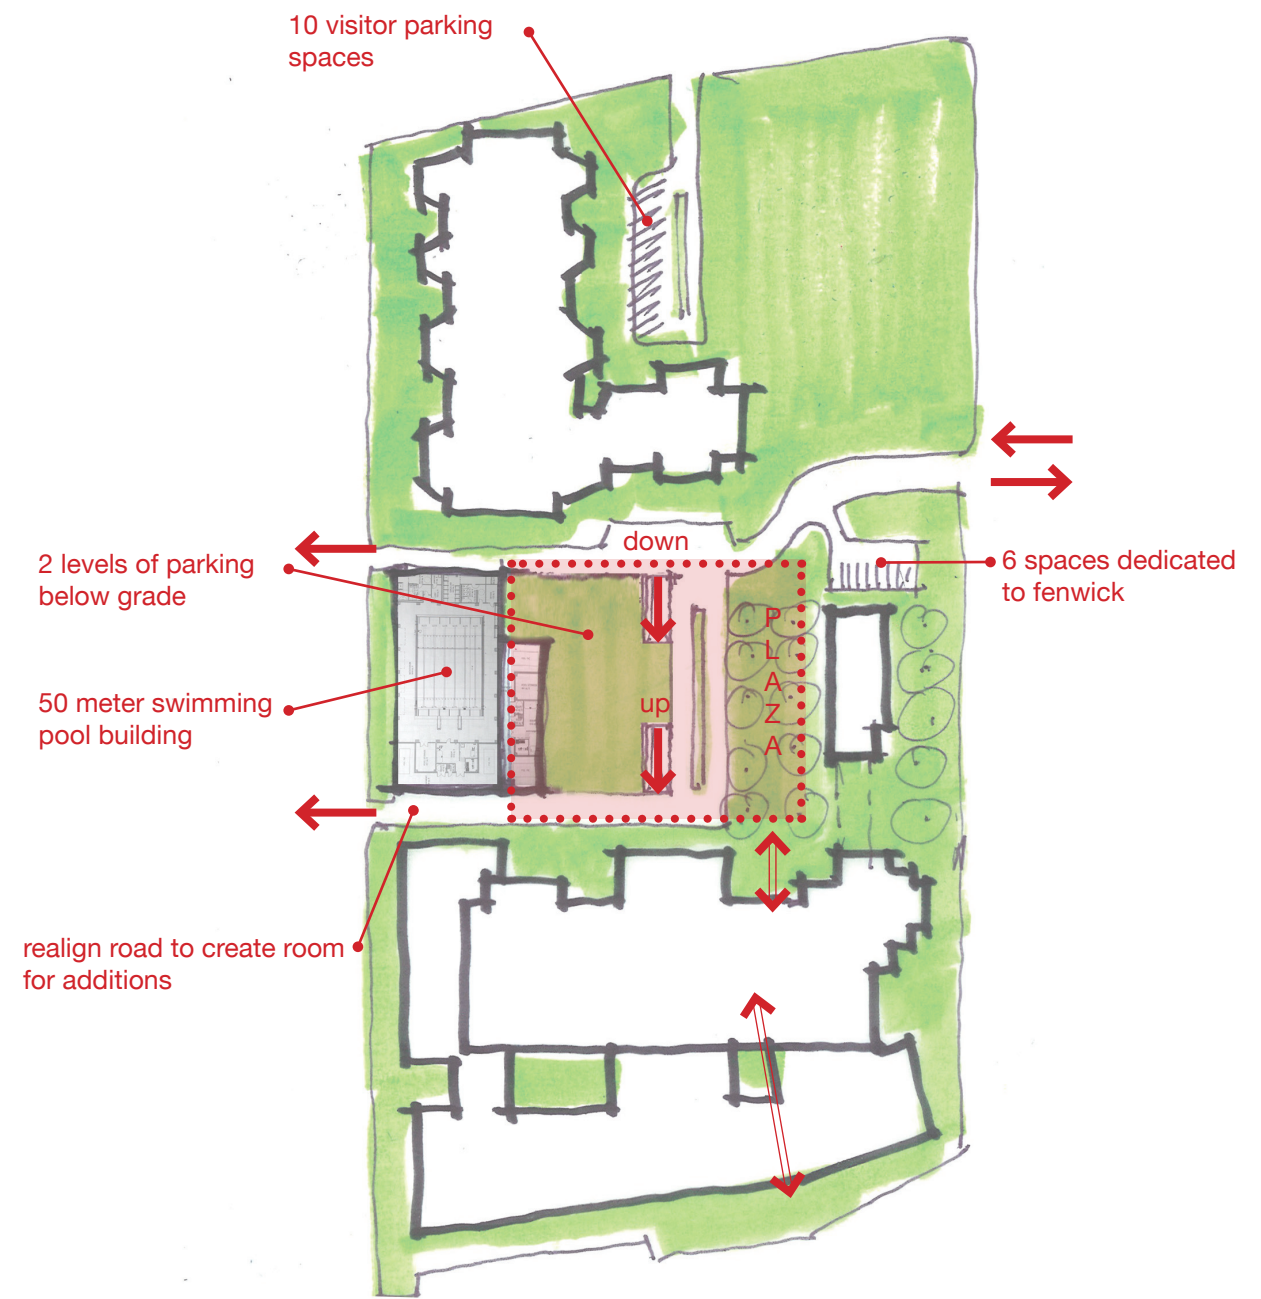 10 visitor parking
spaces
down
2 levels of parking
below grade
6 spaces dedicated
to fenwick
PLAZA
up
50 meter swimming
pool building
realign road to create room
for additions